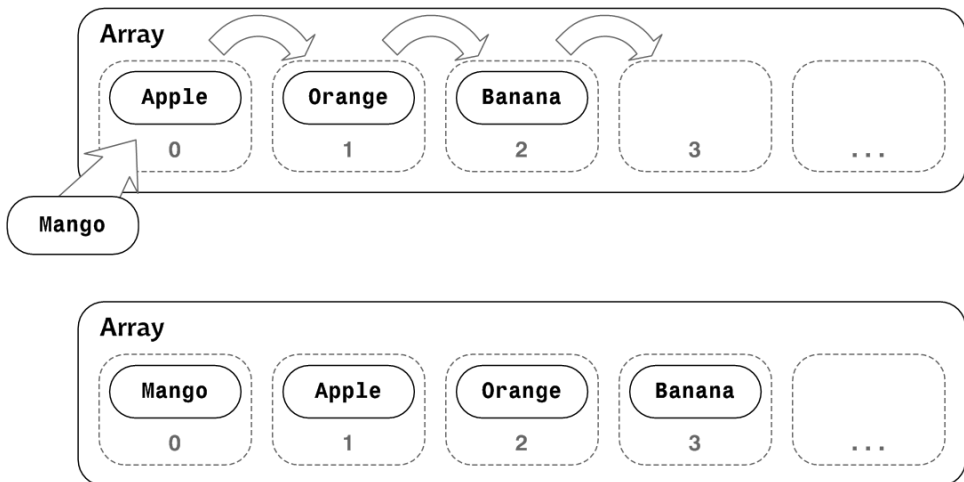 Array
Apple Orange Banana
0 1 2 3 ...
Mango
Array
Mango Apple Orange Banana
0 1 2 3 ...